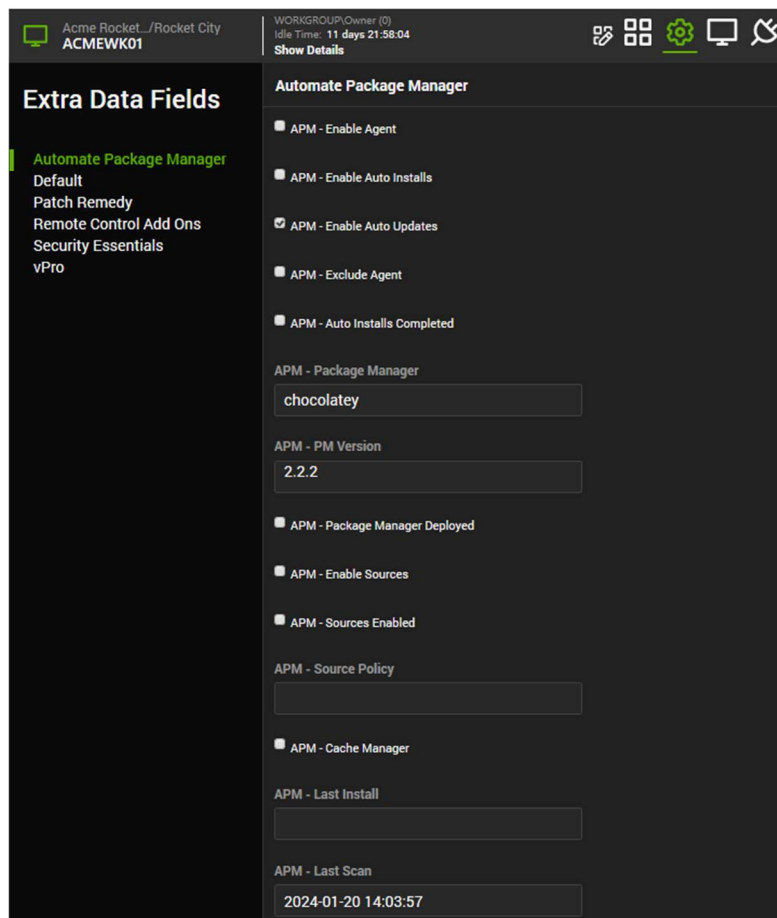 Acme Rocket.../Rocket City
ACMEWK01
WORKGROUP\Owner (0)
Idle Time: 11 days 21:58:04
Show Details
Extra Data Fields
Automate Package Manager
Default
Patch Remedy
Remote Control Add Ons
Security Essentials
vPro
Automate Package Manager
APM - Enable Agent
APM - Enable Auto Installs
APM - Enable Auto Updates
APM - Exclude Agent
APM - Auto Installs Completed
APM - Package Manager
chocolatey
APM - PM Version
2.2.2
APM - Package Manager Deployed
APM - Enable Sources
APM - Sources Enabled
APM - Source Policy
APM - Cache Manager
APM - Last Install
APM - Last Scan
2024-01-20 14:03:57